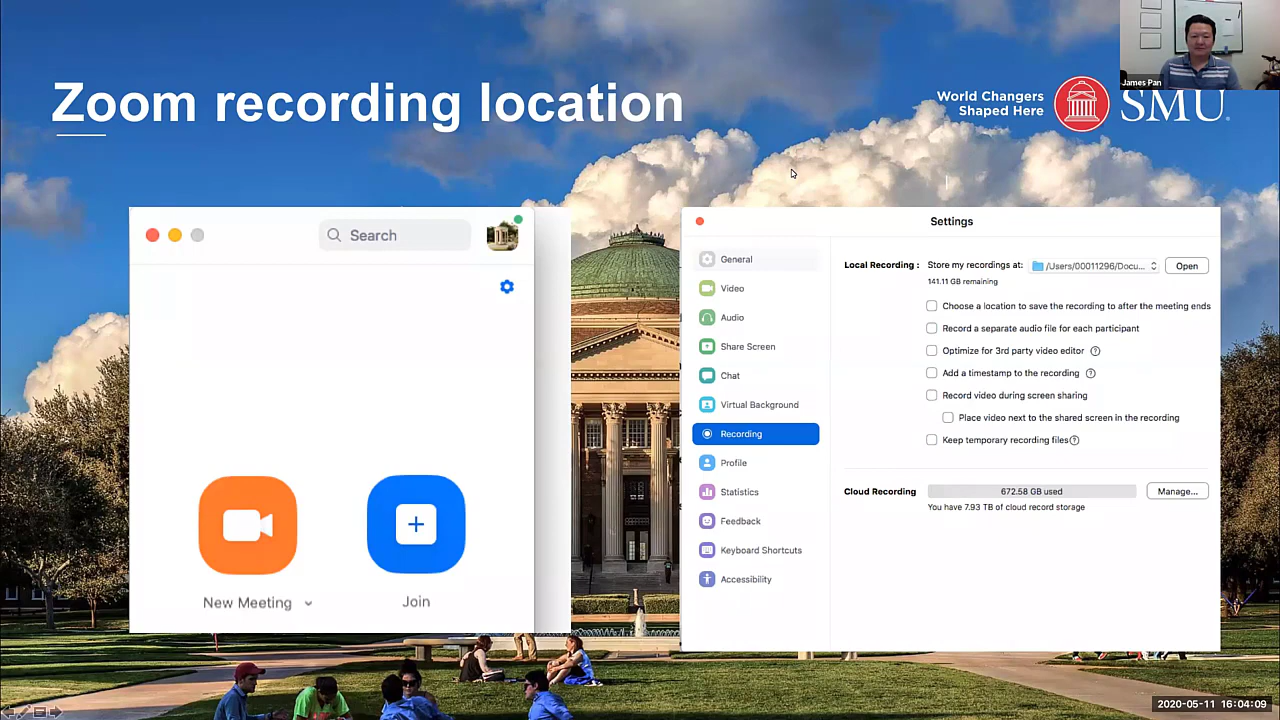 James Pan
Zoom recording location
World Changers
Shaped Here
SMU
Search
New Meeting
Join
Settings
General
Video
Audio
Share Screen
Chat
Virtual Background
Recording
Profile
Statistics
Feedback
Keyboard Shortcuts
Accessibility
Local Recording : Store my recordings at: /Users/00011296/Docu... Open
141.11 GB remaining
Choose a location to save the recording to after the meeting ends
Record a separate audio file for each participant
Optimize for 3rd party video editor ?
Add a timestamp to the recording ?
Record video during screen sharing
Place video next to the shared screen in the recording
Keep temporary recording files ?
Cloud Recording 672.58 GB used Manage...
You have 7.93 TB of cloud record storage
2020-05-11 16:04:09